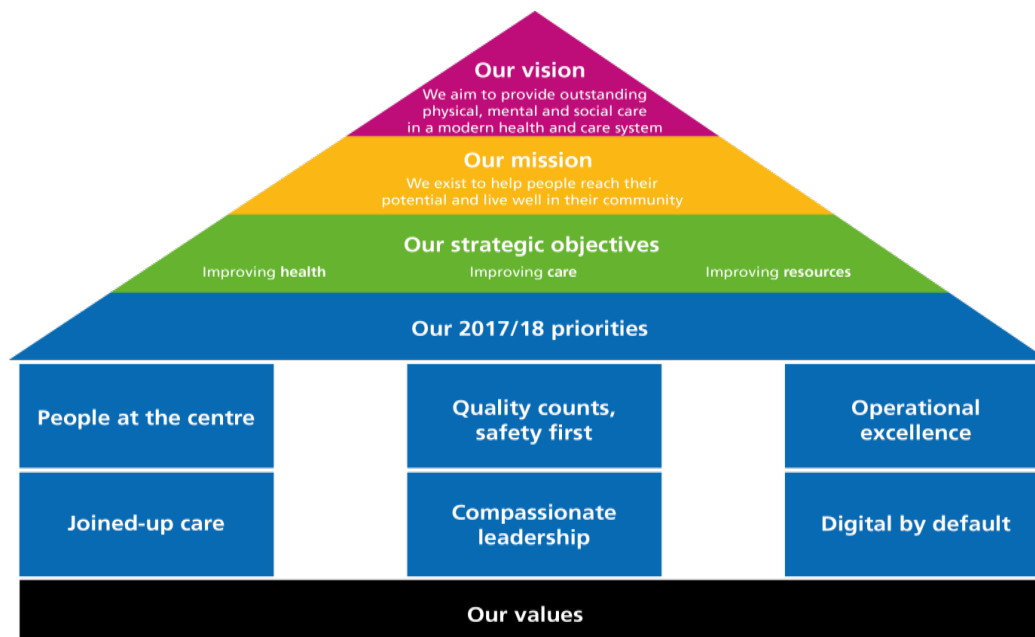 Our vision
We aim to provide outstanding
physical, mental and social care
in a modern health and care system
Our mission
We exist to help people reach their
potential and live well in their community
Our strategic objectives
Improving health
Improving care
Improving resources
Our 2017/18 priorities
People at the centre
Quality counts,
safety first
Operational
excellence
Joined-up care
Compassionate
leadership
Digital by default
Our values